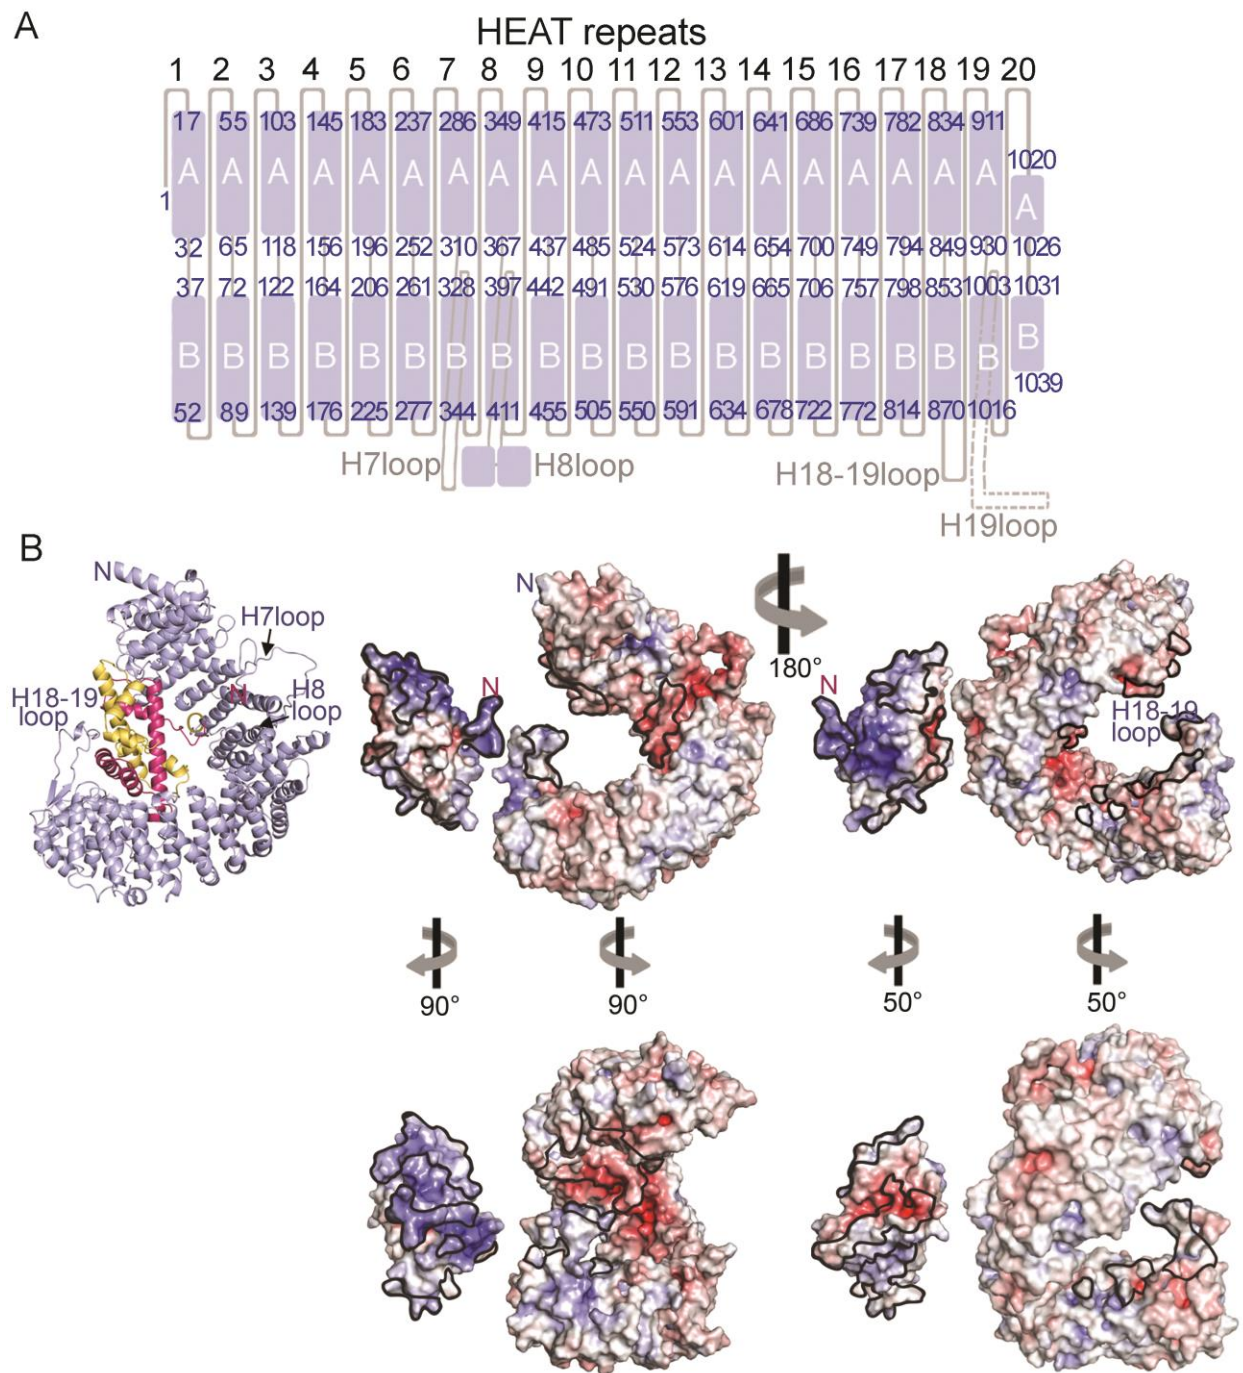 A
HEAT repeats
1 2 3 4 5 6 7 8 9 10 11 12 13 14 15 16 17 18 19 20
17 55 103 145 183 237 286 349 415 473 511 553 601 641 686 739 782 834 911
1020
A A A A A A A A A A A A A A A A A A A
1
A
32 65 118 156 196 252 310 367 437 485 524 573 614 654 700 749 794 849 930 1026
37 72 122 164 206 261 328 397 442 491 530 576 619 665 706 757 798 853 1003 1031
B B B B B B B B B B B B B B B B B B B B
1039
52 89 139 176 225 277 344 411 455 505 550 591 634 678 722 772 814 870 1016
H7loop H8loop H18-19loop
H19loop
B
N
H7loop
N
H18-19
loop
H8
loop
N
N
180°
N
H18-19
loop
90° 90° 50° 50°